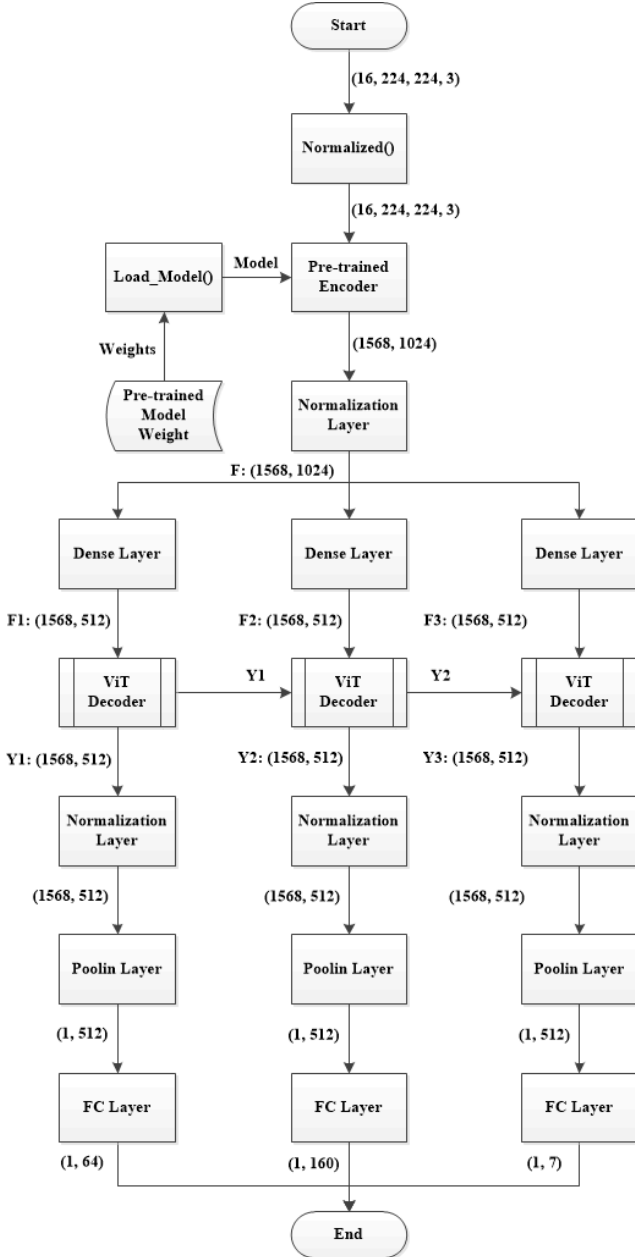 Start
(16, 224, 224, 3)
Normalized()
(16, 224, 224, 3)
Load_Model()
Model
Pre-trained
Encoder
Weights
(1568, 1024)
Pre-trained
Model
Weight
Normalization
Layer
F: (1568, 1024)
Dense Layer
Dense Layer
Dense Layer
F1: (1568, 512)
F2: (1568, 512)
F3: (1568, 512)
ViT
Decoder
Y1
ViT
Decoder
Y2
ViT
Decoder
Y1: (1568, 512)
Y2: (1568, 512)
Y3: (1568, 512)
Normalization
Layer
Normalization
Layer
Normalization
Layer
(1568, 512)
(1568, 512)
(1568, 512)
Poolin Layer
Poolin Layer
Poolin Layer
(1, 512)
(1, 512)
(1, 512)
FC Layer
FC Layer
FC Layer
(1, 64)
(1, 160)
(1, 7)
End